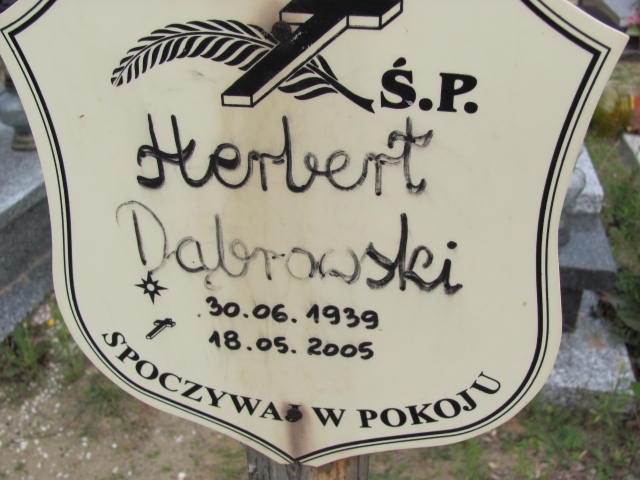 Ś.P.
Herbert
Dąbrowski
30.06.1939
18.05.2005
SPOCZYWAJ W POKOJU